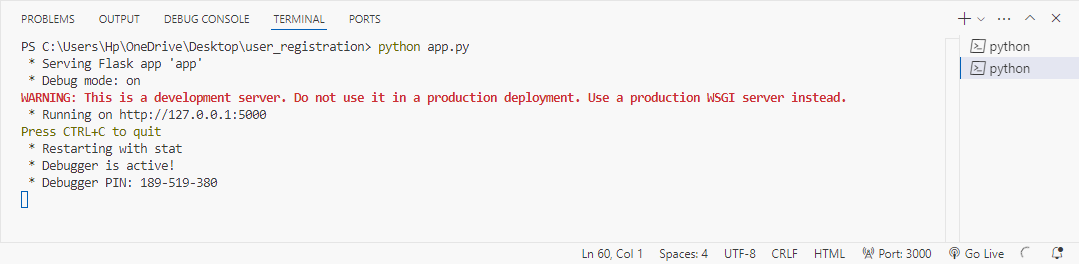 PROBLEMS OUTPUT DEBUG CONSOLE TERMINAL PORTS
PS C:\Users\Hp\OneDrive\Desktop\user_registration> python app.py
 * Serving Flask app 'app'
 * Debug mode: on
WARNING: This is a development server. Do not use it in a production deployment. Use a production WSGI server instead.
 * Running on http://127.0.0.1:5000
Press CTRL+C to quit
 * Restarting with stat
 * Debugger is active!
 * Debugger PIN: 189-519-380
python
python
Ln 60, Col 1 Spaces: 4 UTF-8 CRLF HTML Port: 3000 Go Live